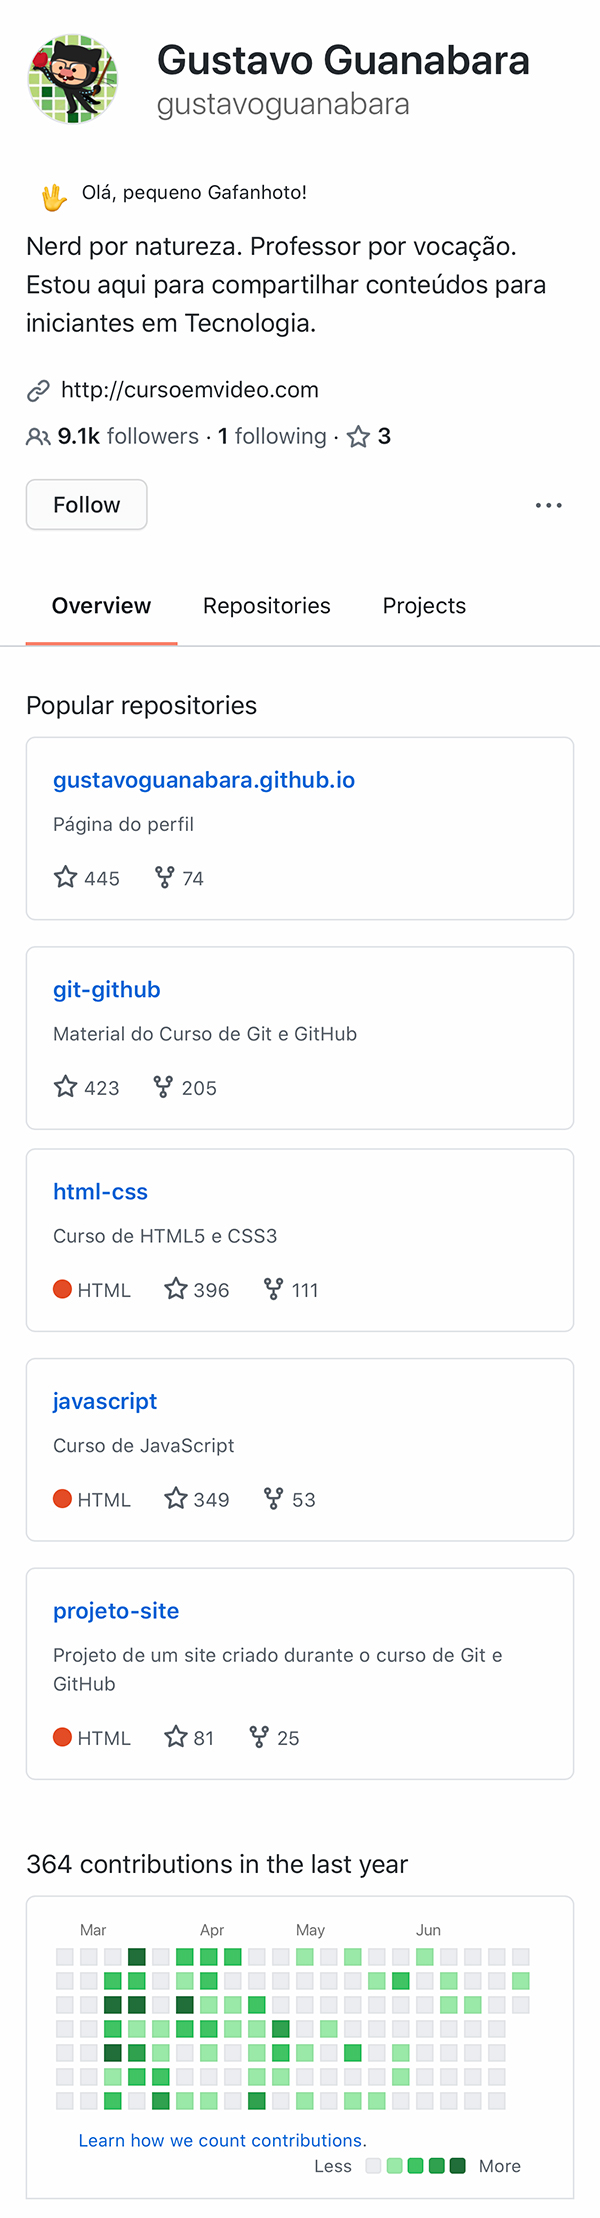 Gustavo Guanabara
gustavoguanabara
Olá, pequeno Gafanhoto!
Nerd por natureza. Professor por vocação.
Estou aqui para compartilhar conteúdos para
iniciantes em Tecnologia.
http://cursoemvideo.com
9.1k followers · 1 following · 3
Follow
Overview Repositories Projects
Popular repositories
gustavoguanabara.github.io
Página do perfil
445 74
git-github
Material do Curso de Git e GitHub
423 205
html-css
Curso de HTML5 e CSS3
HTML 396 111
javascript
Curso de JavaScript
HTML 349 53
projeto-site
Projeto de um site criado durante o curso de Git e
GitHub
HTML 81 25
364 contributions in the last year
Mar Apr May Jun
Learn how we count contributions.
Less More